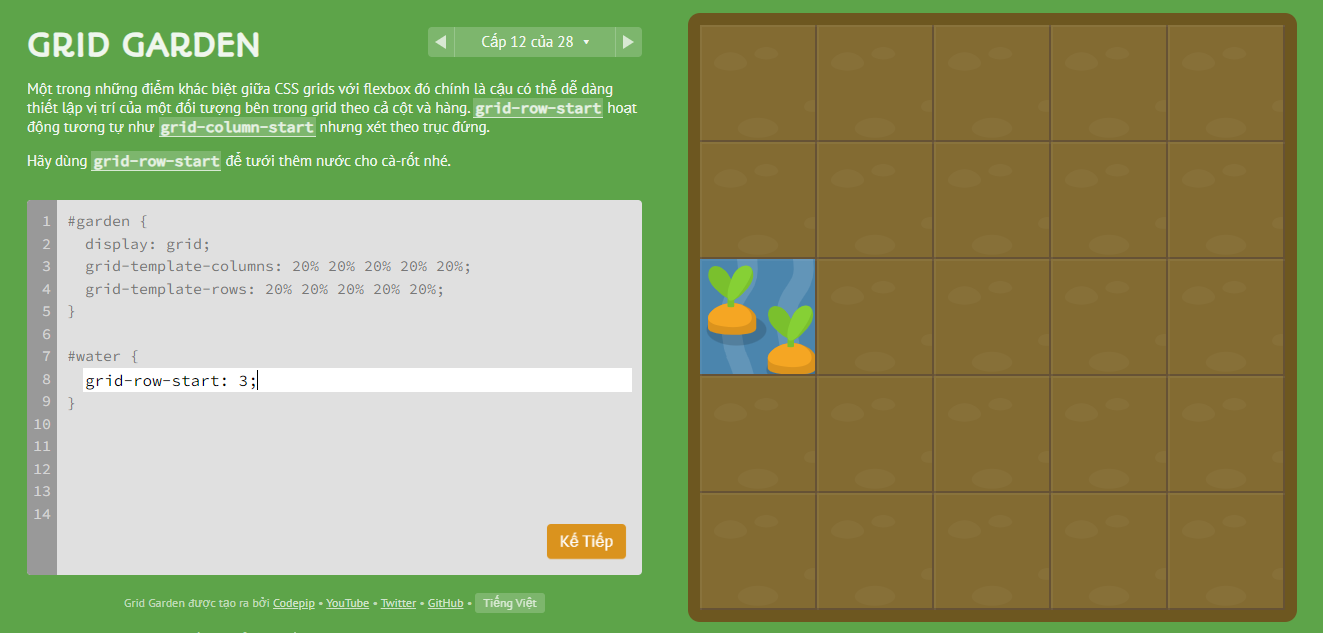 GRID GARDEN
Cấp 12 của 28
Một trong những điểm khác biệt giữa CSS grids với flexbox đó chính là cậu có thể dễ dàng
thiết lập vị trí của một đối tượng bên trong grid theo cả cột và hàng. grid-row-start hoạt
động tương tự như grid-column-start nhưng xét theo trục đứng.
Hãy dùng grid-row-start để tưới thêm nước cho cà-rốt nhé.
1 #garden {
2 display: grid;
3 grid-template-columns: 20% 20% 20% 20% 20%;
4 grid-template-rows: 20% 20% 20% 20% 20%;
5 }
6
7 #water {
8 grid-row-start: 3;
9 }
10
11
12
13
14
Kế Tiếp
Grid Garden được tạo ra bởi Codepip • YouTube • Twitter • GitHub • Tiếng Việt